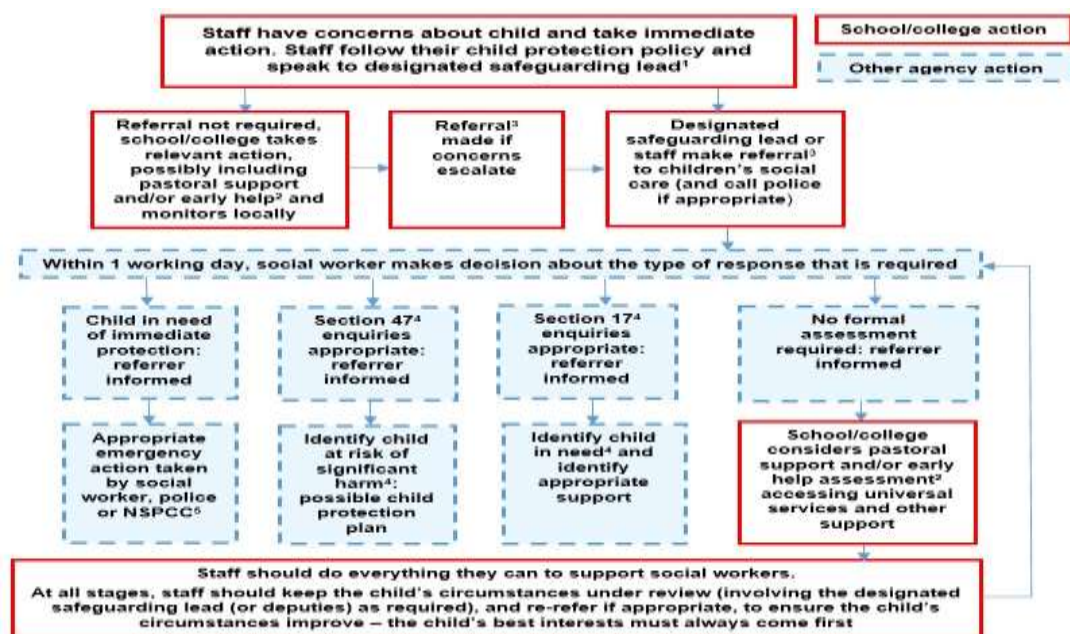 Staff have concerns about child and take immediate
action. Staff follow their child protection policy and
speak to designated safeguarding lead¹
School/college action
Other agency action
Referral not required,
school/college takes
relevant action,
possibly including
pastoral support
and/or early help² and
monitors locally
Referral³
made if
concerns
escalate
Designated
safeguarding lead or
staff make referral³
to children's social
care (and call police
if appropriate)
Within 1 working day, social worker makes decision about the type of response that is required
Child in need
of immediate
protection:
referrer
informed
Section 47⁴
enquiries
appropriate:
referrer
informed
Section 17⁴
enquiries
appropriate:
referrer
informed
No formal
assessment
required: referrer
informed
Appropriate
emergency
action taken
by social
worker, police
or NSPCC⁵
Identify child
at risk of
significant
harm⁴:
possible child
protection
plan
Identify child
in need⁴ and
identify
appropriate
support
School/college
considers pastoral
support and/or early
help assessment²
accessing universal
services and other
support
Staff should do everything they can to support social workers.
At all stages, staff should keep the child's circumstances under review (involving the designated
safeguarding lead (or deputies) as required), and re-refer if appropriate, to ensure the child's
circumstances improve – the child's best interests must always come first